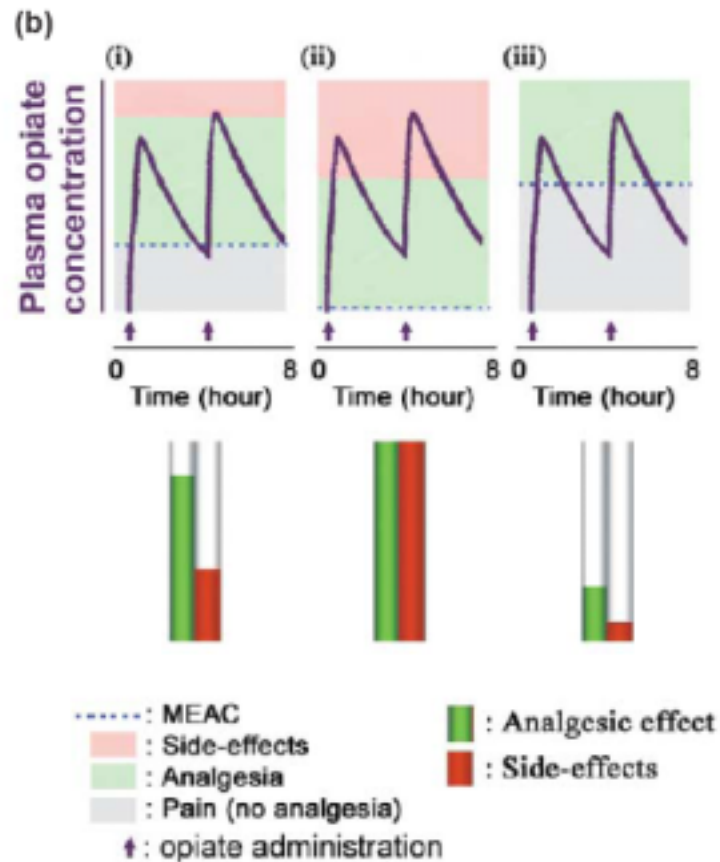 (b)
(i) (ii) (iii)
Plasma opiate
concentration
0 8 0 8 0 8
Time (hour) Time (hour) Time (hour)
: MEAC
: Side-effects
: Analgesia
: Pain (no analgesia)
: opiate administration
: Analgesic effect
: Side-effects